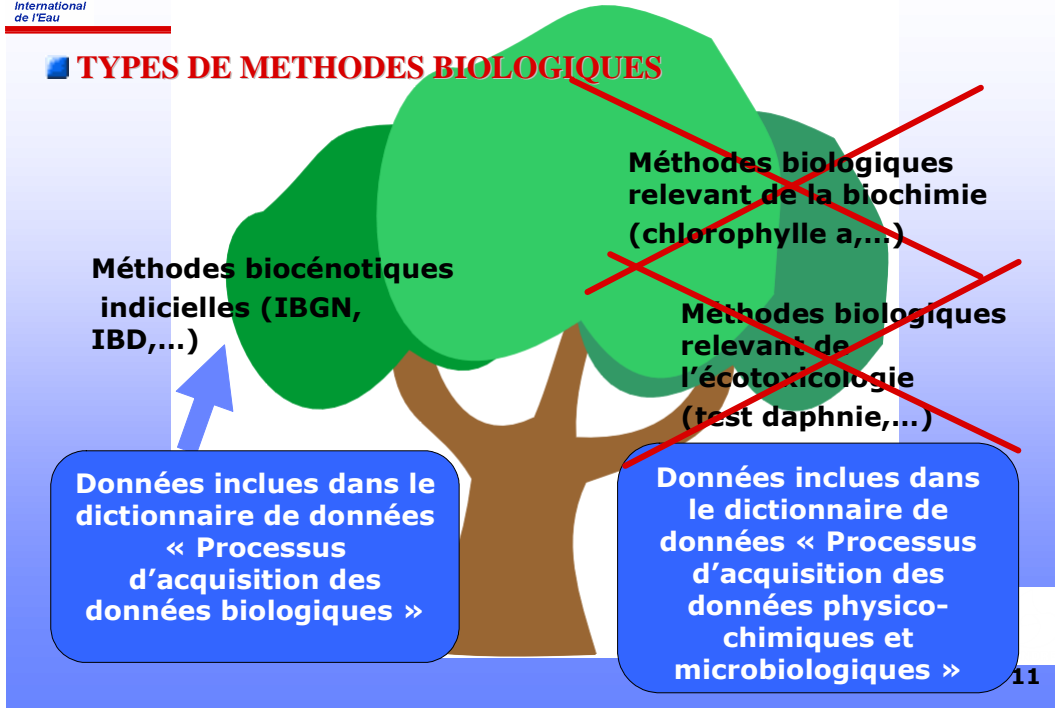 International
de l'Eau
TYPES DE METHODES BIOLOGIQUES
Méthodes biologiques
relevant de la biochimie
(chlorophylle a,...)
Méthodes biocénotiques
indicielles (IBGN,
IBD,...)
Méthodes biologiques
relevant de
l'écotoxicologie
(test daphnie,...)
Données inclues dans le
dictionnaire de données
« Processus
d'acquisition des
données biologiques »
Données inclues dans
le dictionnaire de
données « Processus
d'acquisition des
données physico-
chimiques et
microbiologiques »
11